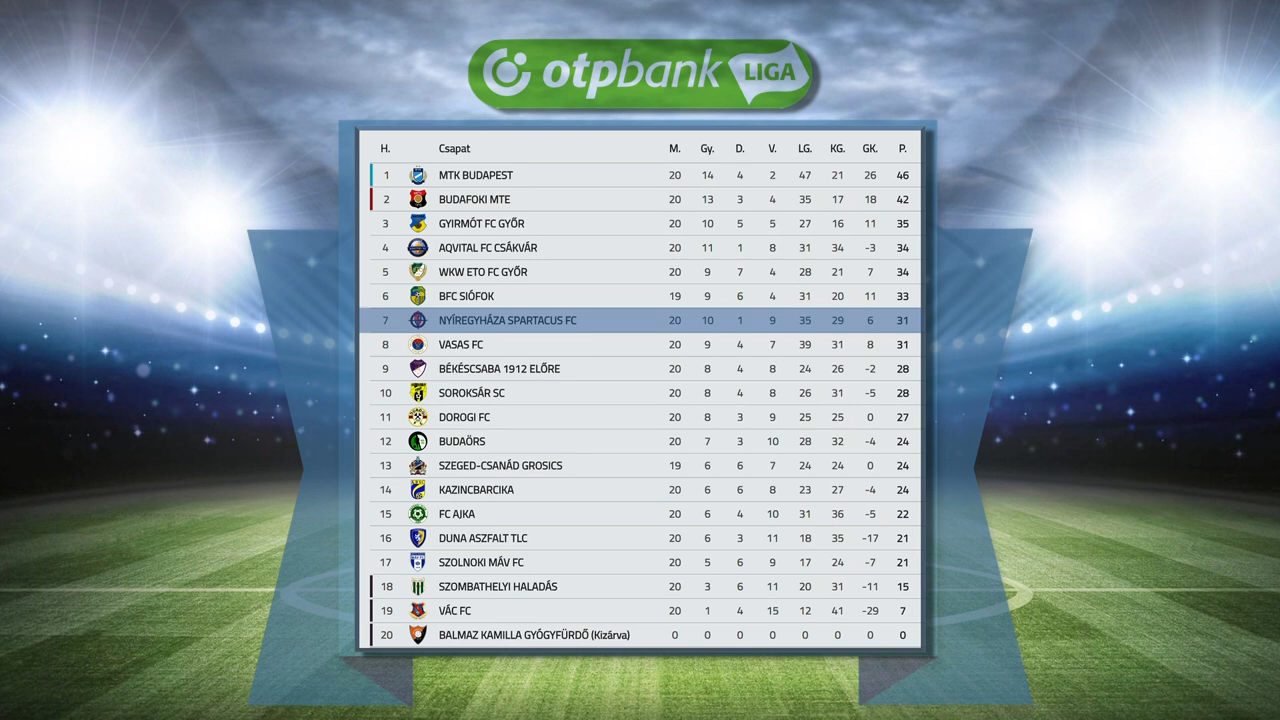 otpbank LIGA
H. Csapat M. Gy. D. V. LG. KG. GK. P.
1 MTK BUDAPEST 20 14 4 2 47 21 26 46
2 BUDAFOKI MTE 20 13 3 4 35 17 18 42
3 GYIRMÓT FC GYŐR 20 10 5 5 27 16 11 35
4 AQVITAL FC CSÁKVÁR 20 11 1 8 31 34 -3 34
5 WKW ETO FC GYŐR 20 9 7 4 28 21 7 34
6 BFC SIÓFOK 19 9 6 4 31 20 11 33
7 NYÍREGYHÁZA SPARTACUS FC 20 10 1 9 35 29 6 31
8 VASAS FC 20 9 4 7 39 31 8 31
9 BÉKÉSCSABA 1912 ELŐRE 20 8 4 8 24 26 -2 28
10 SOROKSÁR SC 20 8 4 8 26 31 -5 28
11 DOROGI FC 20 8 3 9 25 25 0 27
12 BUDAÖRS 20 7 3 10 28 32 -4 24
13 SZEGED-CSANÁD GROSICS 19 6 6 7 24 24 0 24
14 KAZINCBARCIKA 20 6 6 8 23 27 -4 24
15 FC AJKA 20 6 4 10 31 36 -5 22
16 DUNA ASZFALT TLC 20 6 3 11 18 35 -17 21
17 SZOLNOKI MÁV FC 20 5 6 9 17 24 -7 21
18 SZOMBATHELYI HALADÁS 20 3 6 11 20 31 -11 15
19 VÁC FC 20 1 4 15 12 41 -29 7
20 BALMAZ KAMILLA GYÓGYFÜRDŐ (Kizárva) 0 0 0 0 0 0 0 0